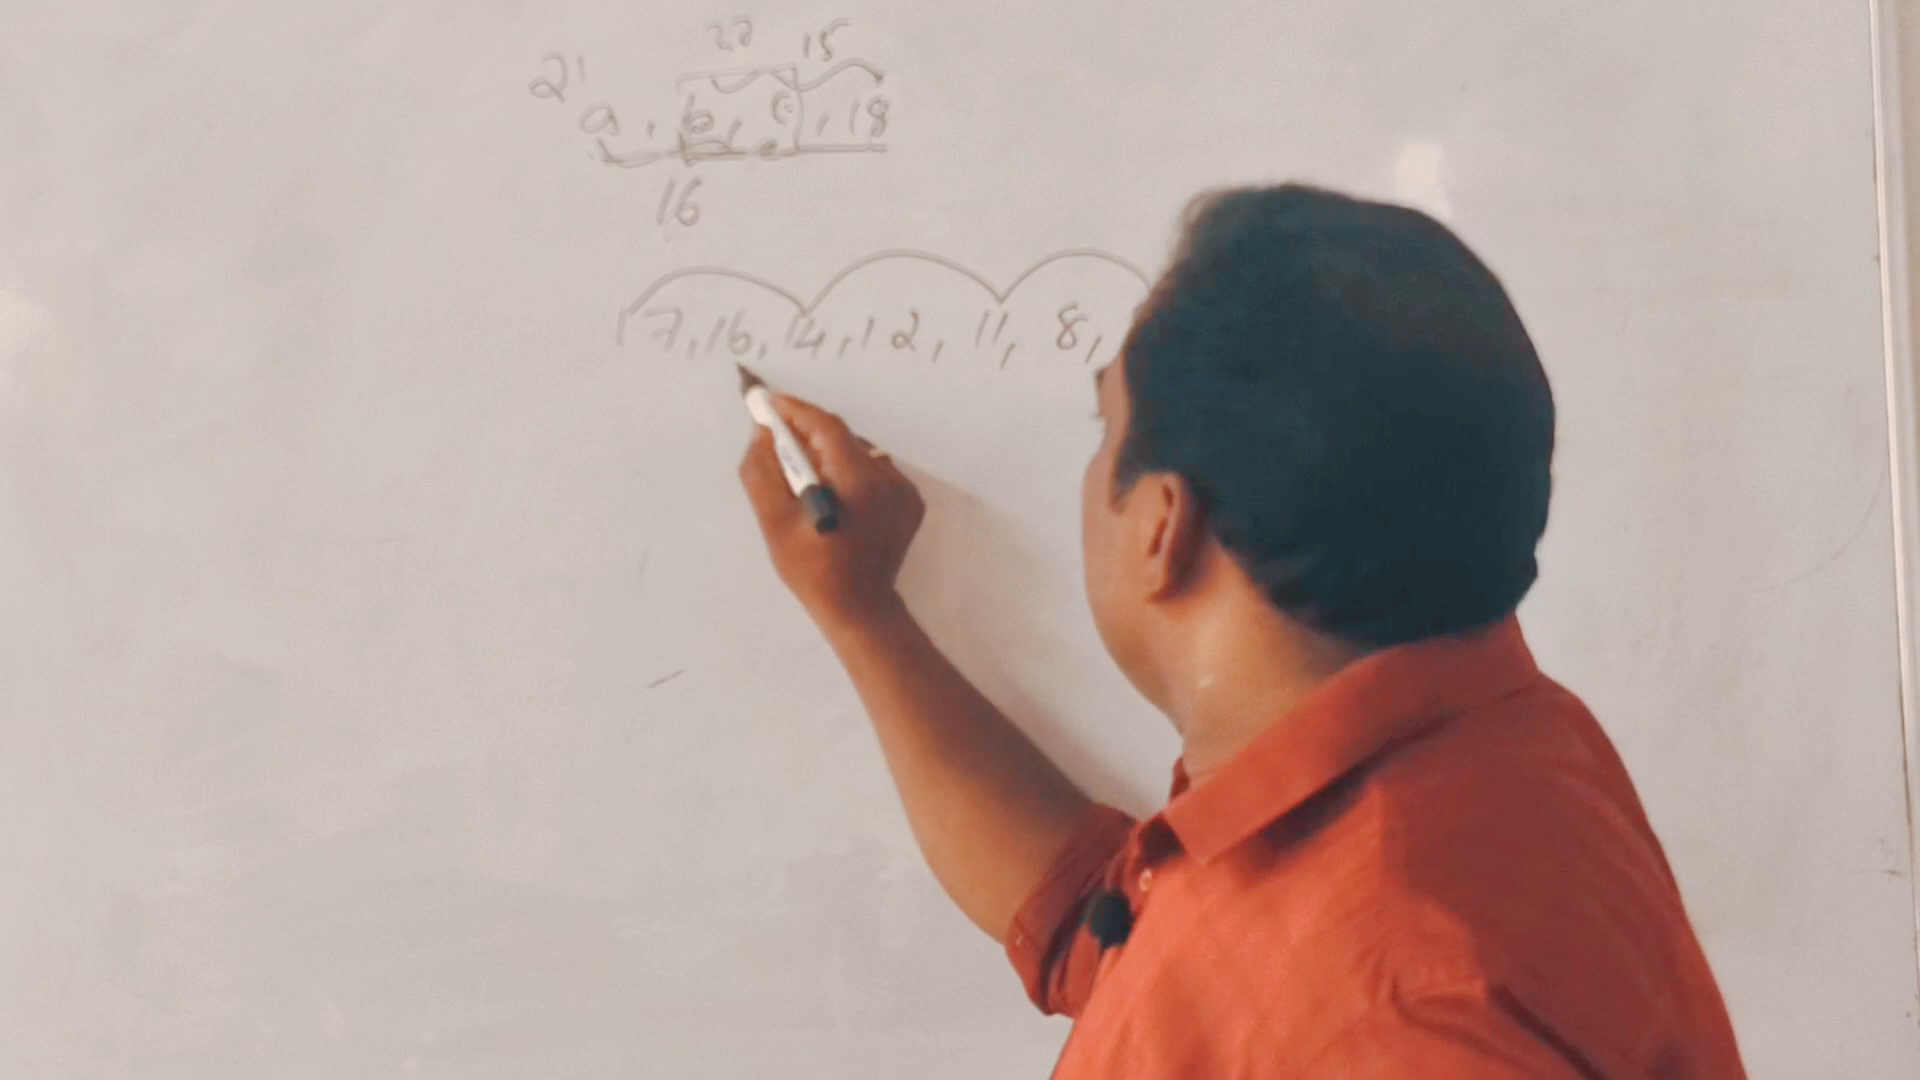 22 15
21
a, b, c, 18
16
17, 16, 14, 12, 11, 8,